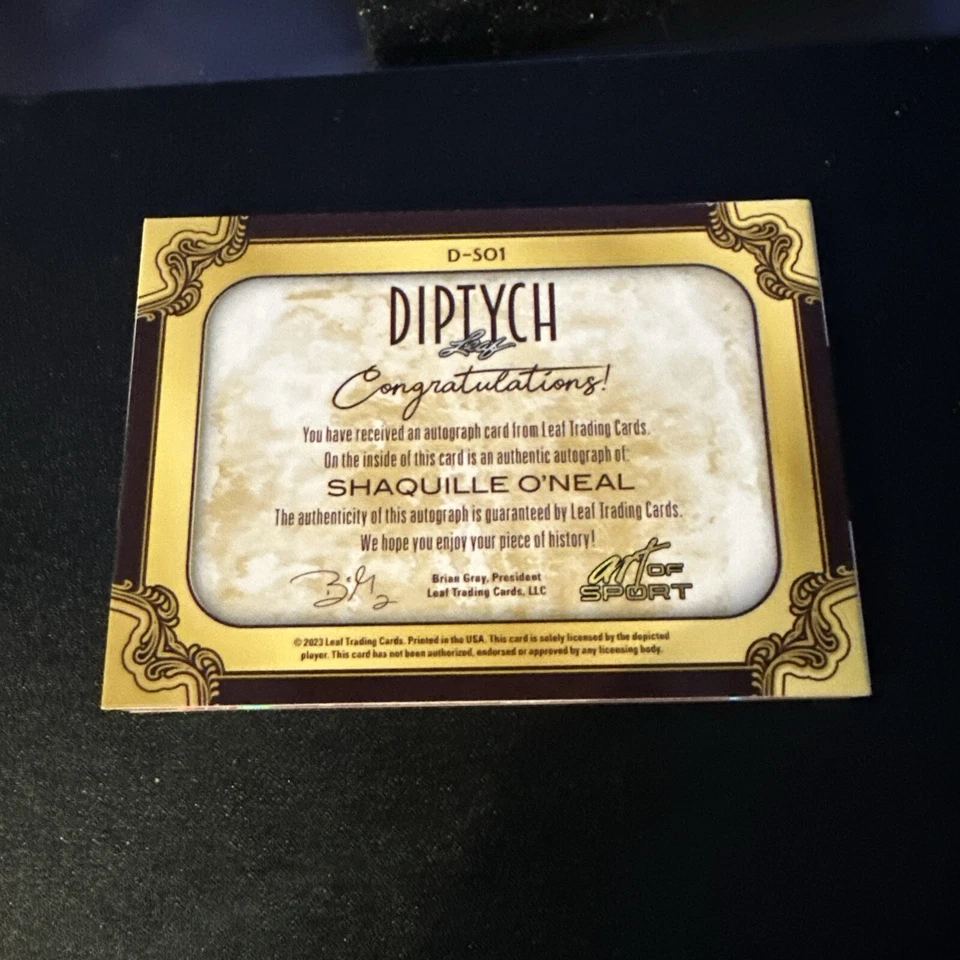 D-SO1
DIPTYCH
Leaf
Congratulations!
You have received an autograph card from Leaf Trading Cards.
On the inside of this card is an authentic autograph of:
SHAQUILLE O'NEAL
The authenticity of this autograph is guaranteed by Leaf Trading Cards.
We hope you enjoy your piece of history!
Brian Gray, President
Leaf Trading Cards, LLC
art OF
SPORT
© 2023 Leaf Trading Cards. Printed in the USA. This card is solely licensed by the depicted
player. This card has not been authorized, endorsed or approved by any licensing body.